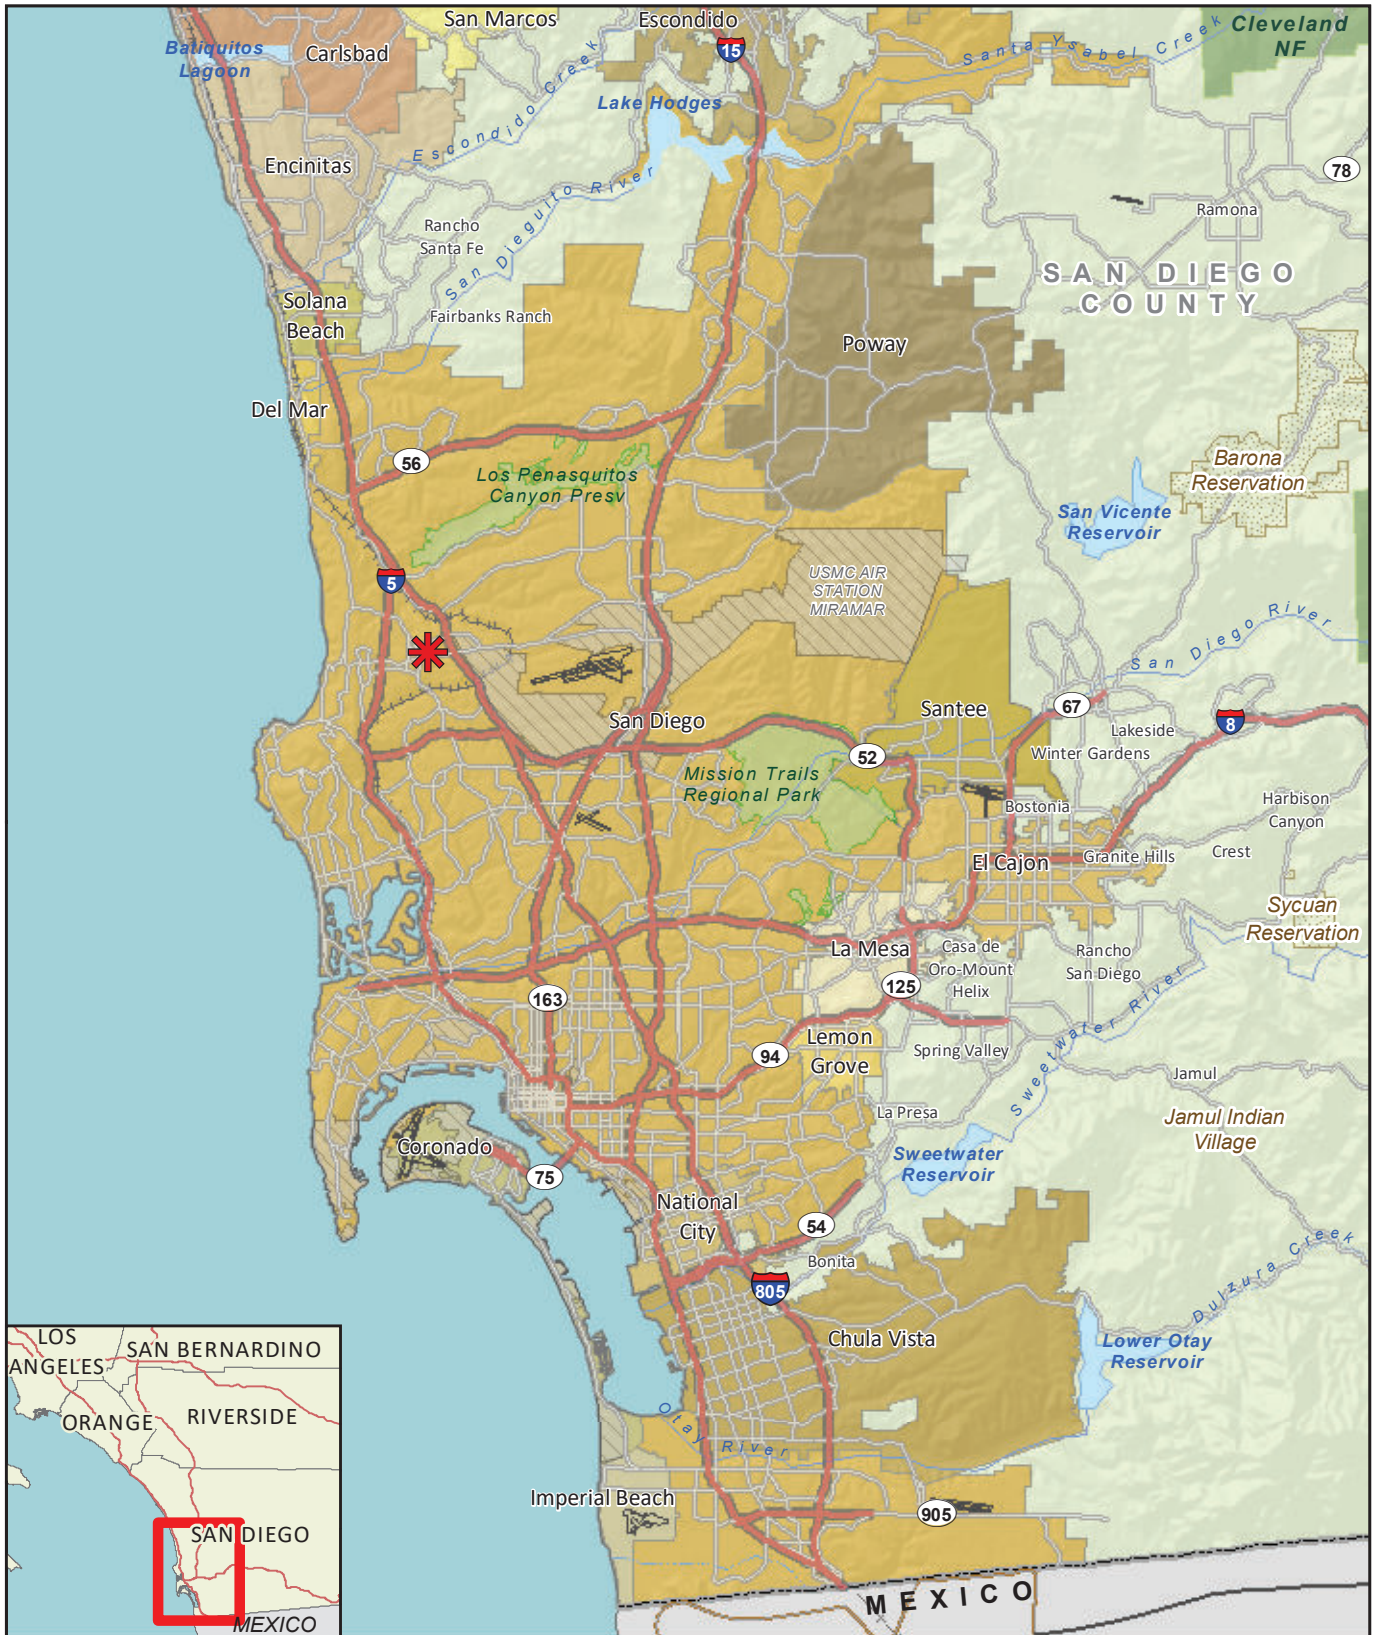 San Marcos
Escondido
Cleveland
NF
Batiquitos
Lagoon
Carlsbad
15
Santa Ysabel Creek
Lake Hodges
Escondido Creek
Encinitas
78
San Dieguito River
Ramona
Rancho
Santa Fe
SAN DIEGO
COUNTY
Solana
Beach
Fairbanks Ranch
Poway
Del Mar
56
Los Penasquitos
Canyon Presv
Barona
Reservation
San Vicente
Reservoir
5
USMC AIR
STATION
MIRAMAR
San Diego River
San Diego
Santee
67
8
Lakeside
Winter Gardens
52
Mission Trails
Regional Park
Bostonia
Harbison
Canyon
El Cajon
Granite Hills
Crest
Sycuan
Reservation
La Mesa
Casa de
Oro-Mount
Helix
Rancho
San Diego
125
163
Sweetwater River
94
Lemon
Grove
Spring Valley
Jamul
La Presa
Jamul Indian
Village
Coronado
Sweetwater
Reservoir
75
National
City
54
Bonita
805
Dulzura Creek
Chula Vista
Lower Otay
Reservoir
Otay River
Imperial Beach
905
MEXICO
LOS
ANGELES
SAN BERNARDINO
ORANGE
RIVERSIDE
SAN DIEGO
MEXICO